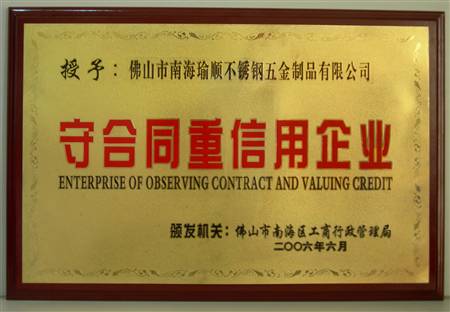 授予：佛山市南海瑜顺不锈钢五金制品有限公司
守合同重信用企业
ENTERPRISE OF OBSERVING CONTRACT AND VALUING CREDIT
颁发机关：佛山市南海区工商行政管理局
二〇〇六年六月